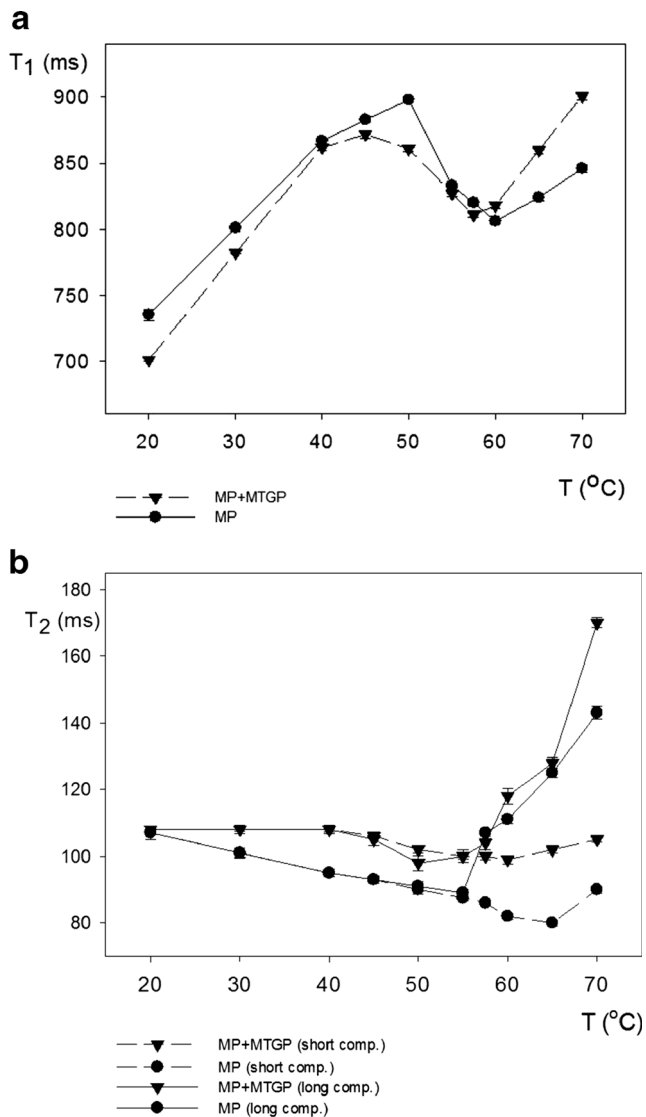 a
T1 (ms)
900
850
800
750
700
20 30 40 50 60 70
T (oC)
MP+MTGP
MP
b
T2 (ms)
180
160
140
120
100
80
20 30 40 50 60 70
T (oC)
MP+MTGP (short comp.)
MP (short comp.)
MP+MTGP (long comp.)
MP (long comp.)